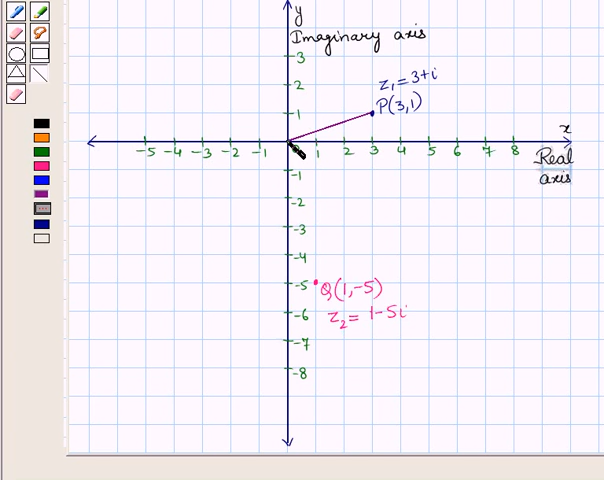 y
Imaginary axis
3
2
z₁ = 3+i
1
P(3,1)
x
-5 -4 -3 -2 -1 1 2 3 4 5 6 7 8
Real
axis
-1
-2
-3
-4
-5
Q(1,-5)
-6
z₂ = 1-5i
-7
-8